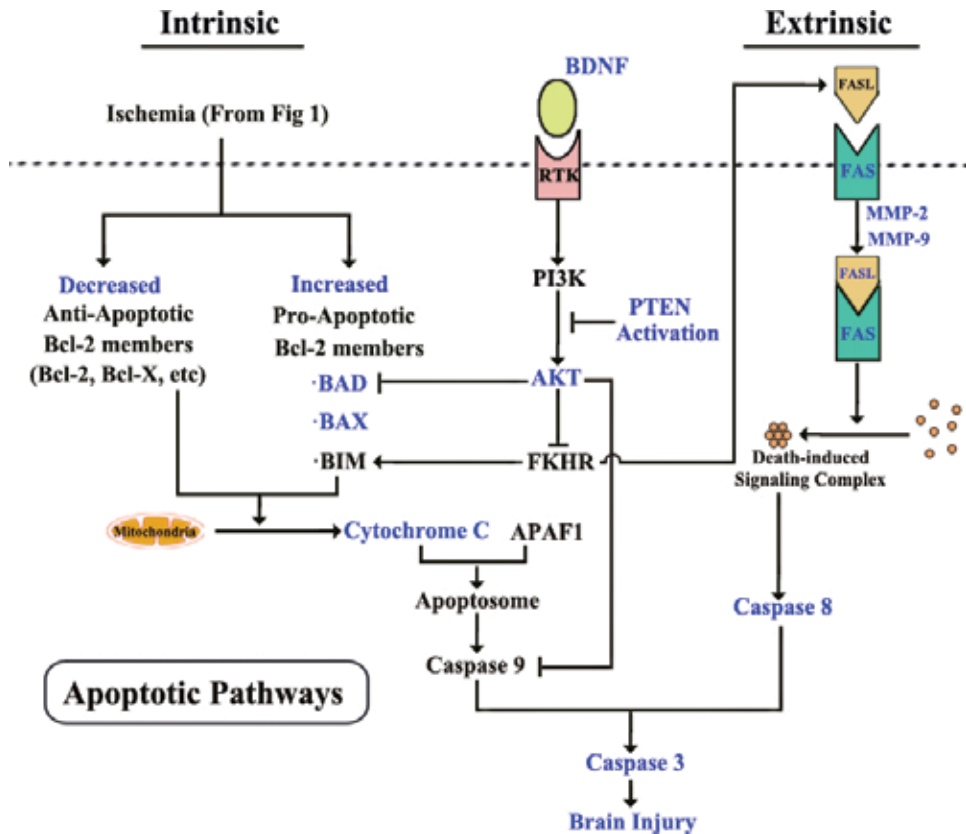 Intrinsic
Extrinsic
BDNF
FASL
Ischemia (From Fig 1)
RTK
FAS
MMP-2
MMP-9
PI3K
FASL
FAS
Decreased
Anti-Apoptotic
Bcl-2 members
(Bcl-2, Bcl-X, etc)
Increased
Pro-Apoptotic
Bcl-2 members
PTEN
Activation
·BAD
AKT
·BAX
·BIM
FKHR
Death-induced
Signaling Complex
Mitochondria
Cytochrome C
APAF1
Apoptosome
Caspase 8
Caspase 9
Apoptotic Pathways
Caspase 3
Brain Injury